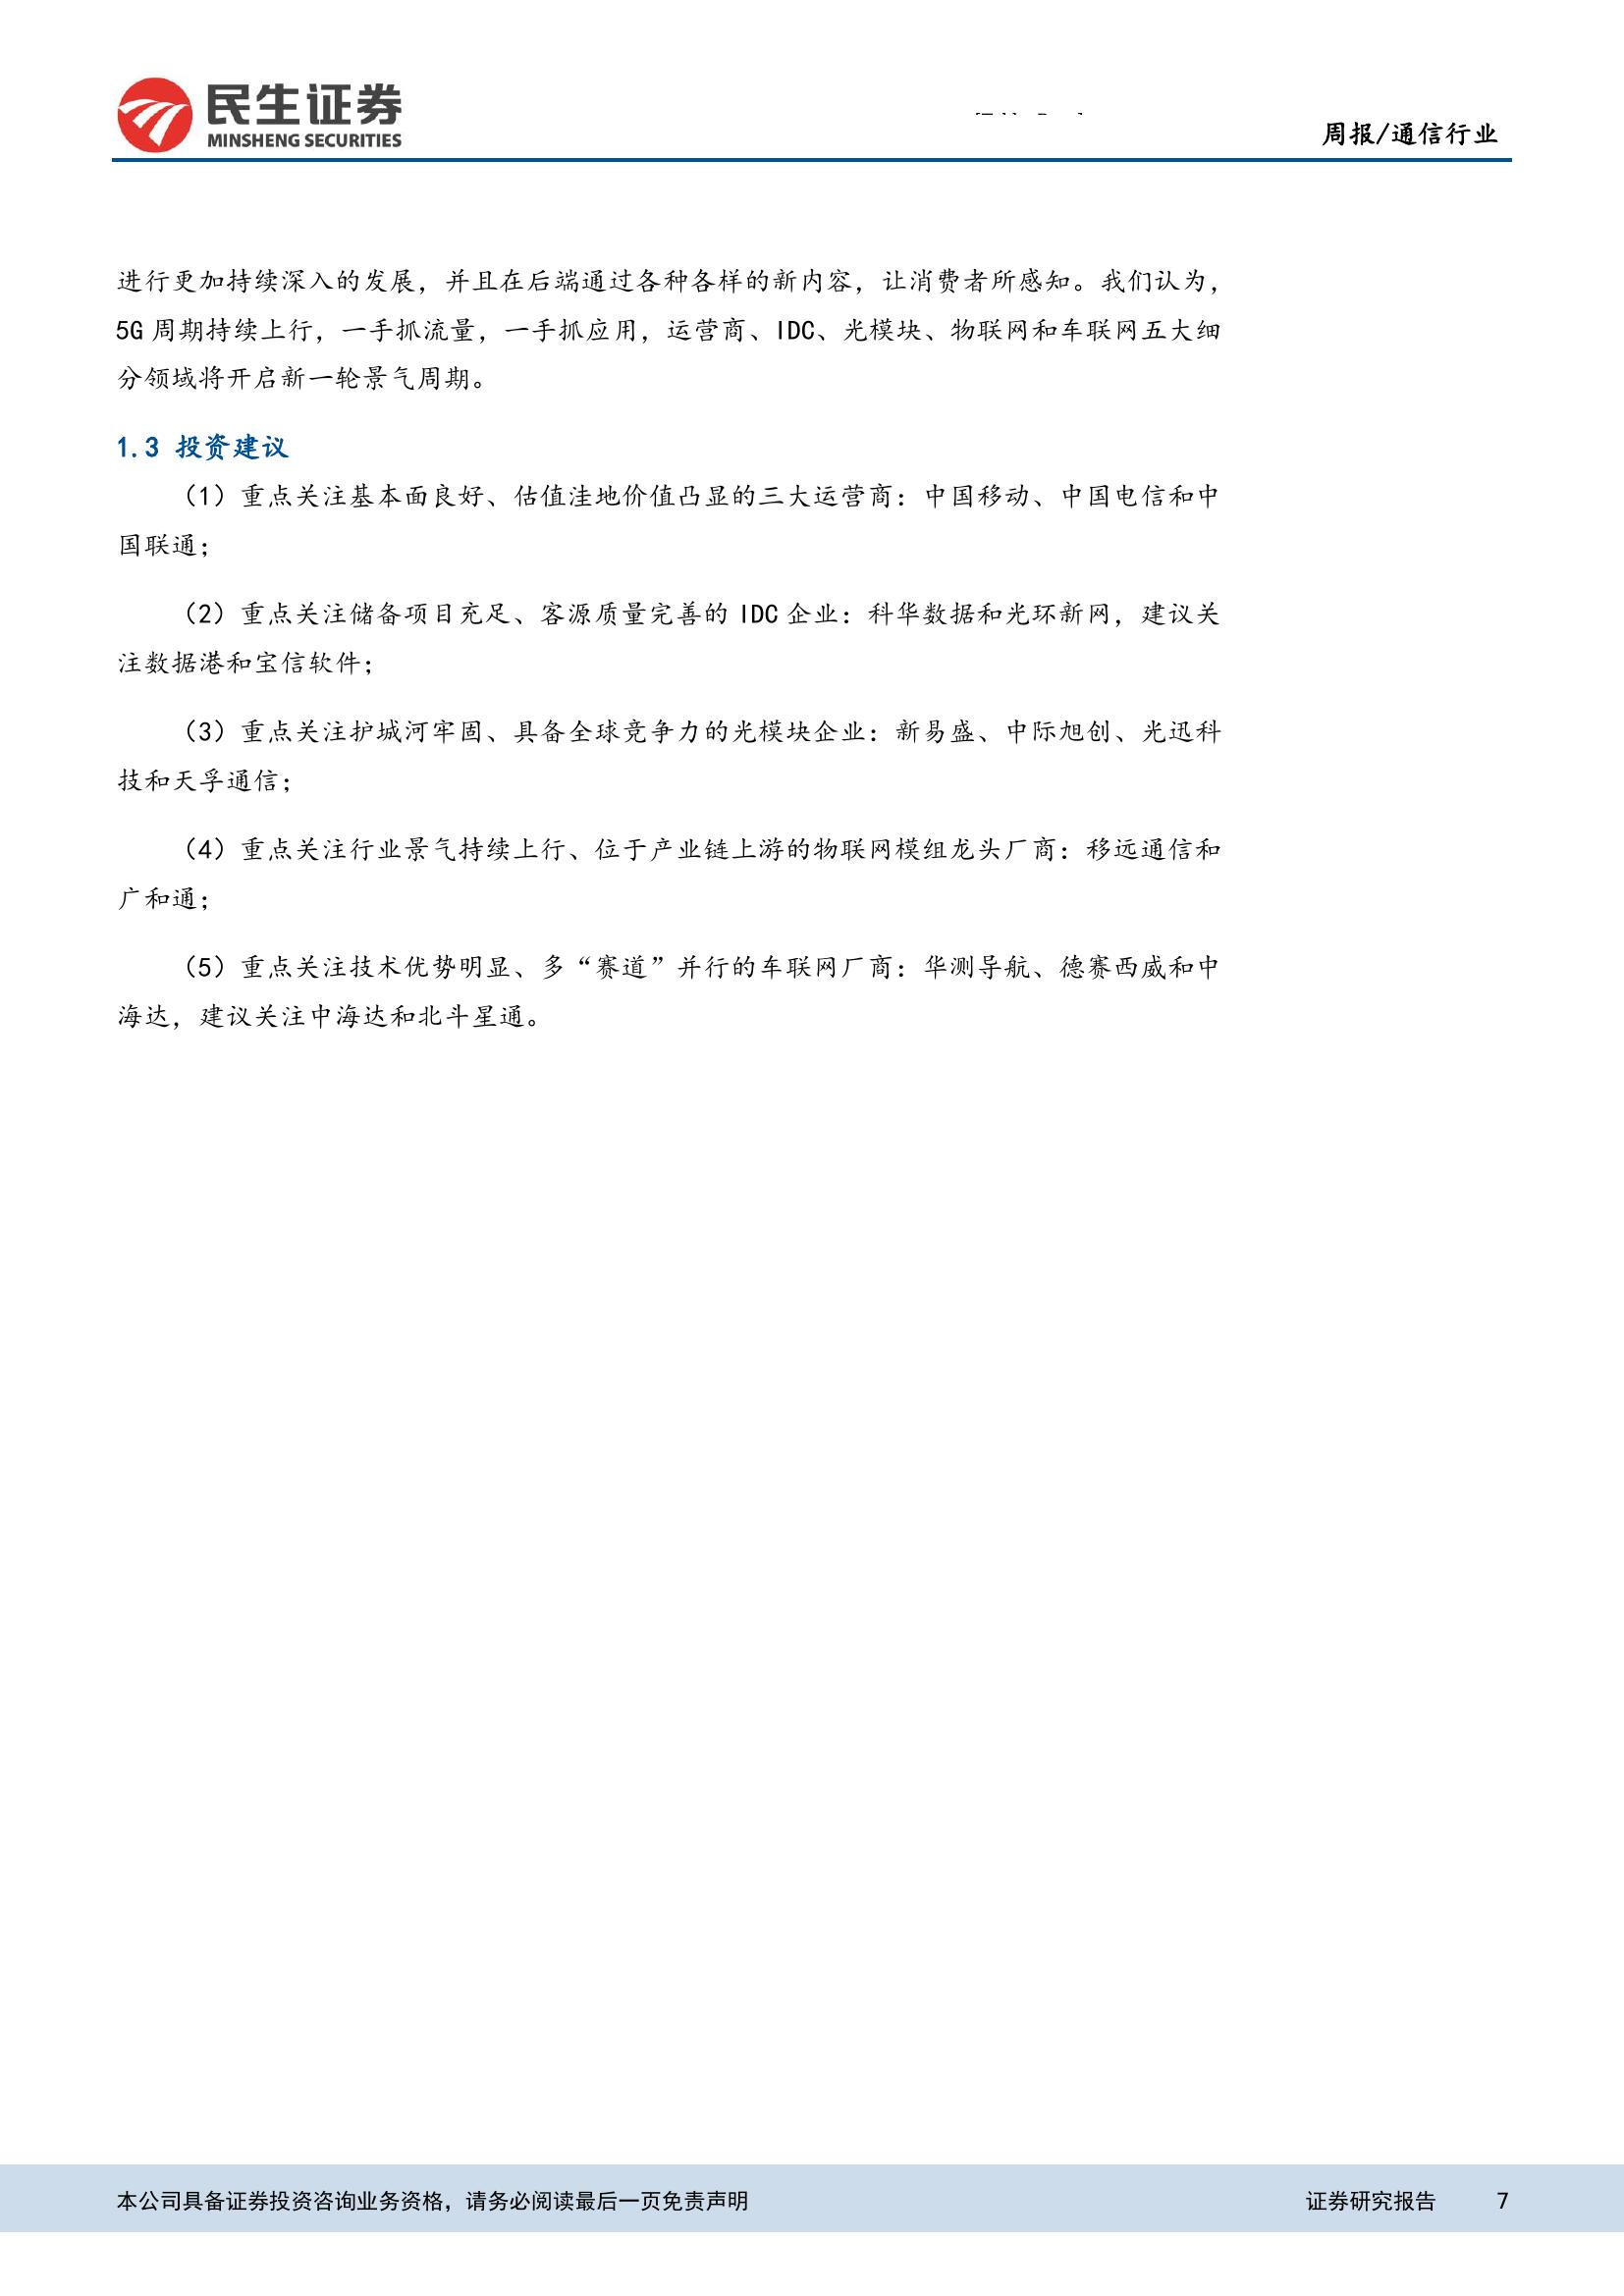 民生证券
MINSHENG SECURITIES
周报/通信行业
进行更加持续深入的发展，并且在后端通过各种各样的新内容，让消费者所感知。我们认为，
5G 周期持续上行，一手抓流量，一手抓应用，运营商、IDC、光模块、物联网和车联网五大细
分领域将开启新一轮景气周期。
1.3 投资建议
（1）重点关注基本面良好、估值洼地价值凸显的三大运营商：中国移动、中国电信和中
国联通；
（2）重点关注储备项目充足、客源质量完善的 IDC 企业：科华数据和光环新网，建议关
注数据港和宝信软件；
（3）重点关注护城河牢固、具备全球竞争力的光模块企业：新易盛、中际旭创、光迅科
技和天孚通信；
（4）重点关注行业景气持续上行、位于产业链上游的物联网模组龙头厂商：移远通信和
广和通；
（5）重点关注技术优势明显、多“赛道”并行的车联网厂商：华测导航、德赛西威和中
海达，建议关注中海达和北斗星通。
本公司具备证券投资咨询业务资格，请务必阅读最后一页免责声明
证券研究报告 7